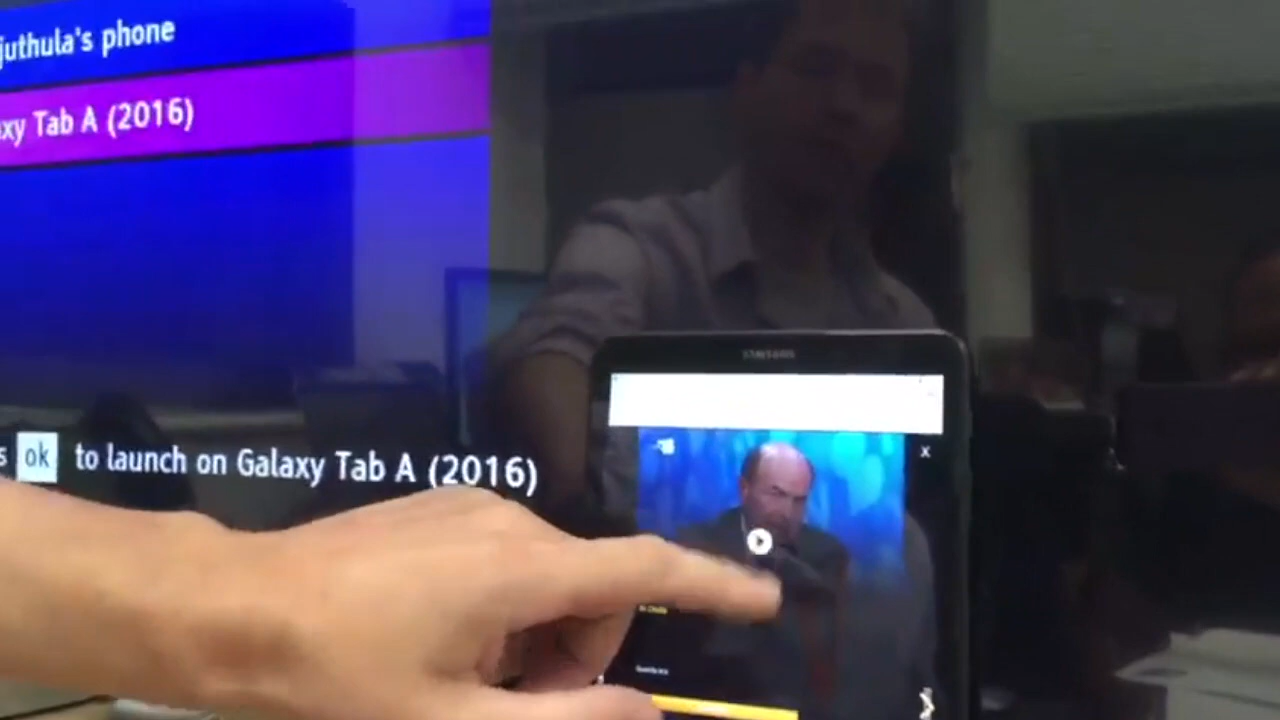 juthula's phone
xy Tab A (2016)
s ok to launch on Galaxy Tab A (2016)
SAMSUNG
x